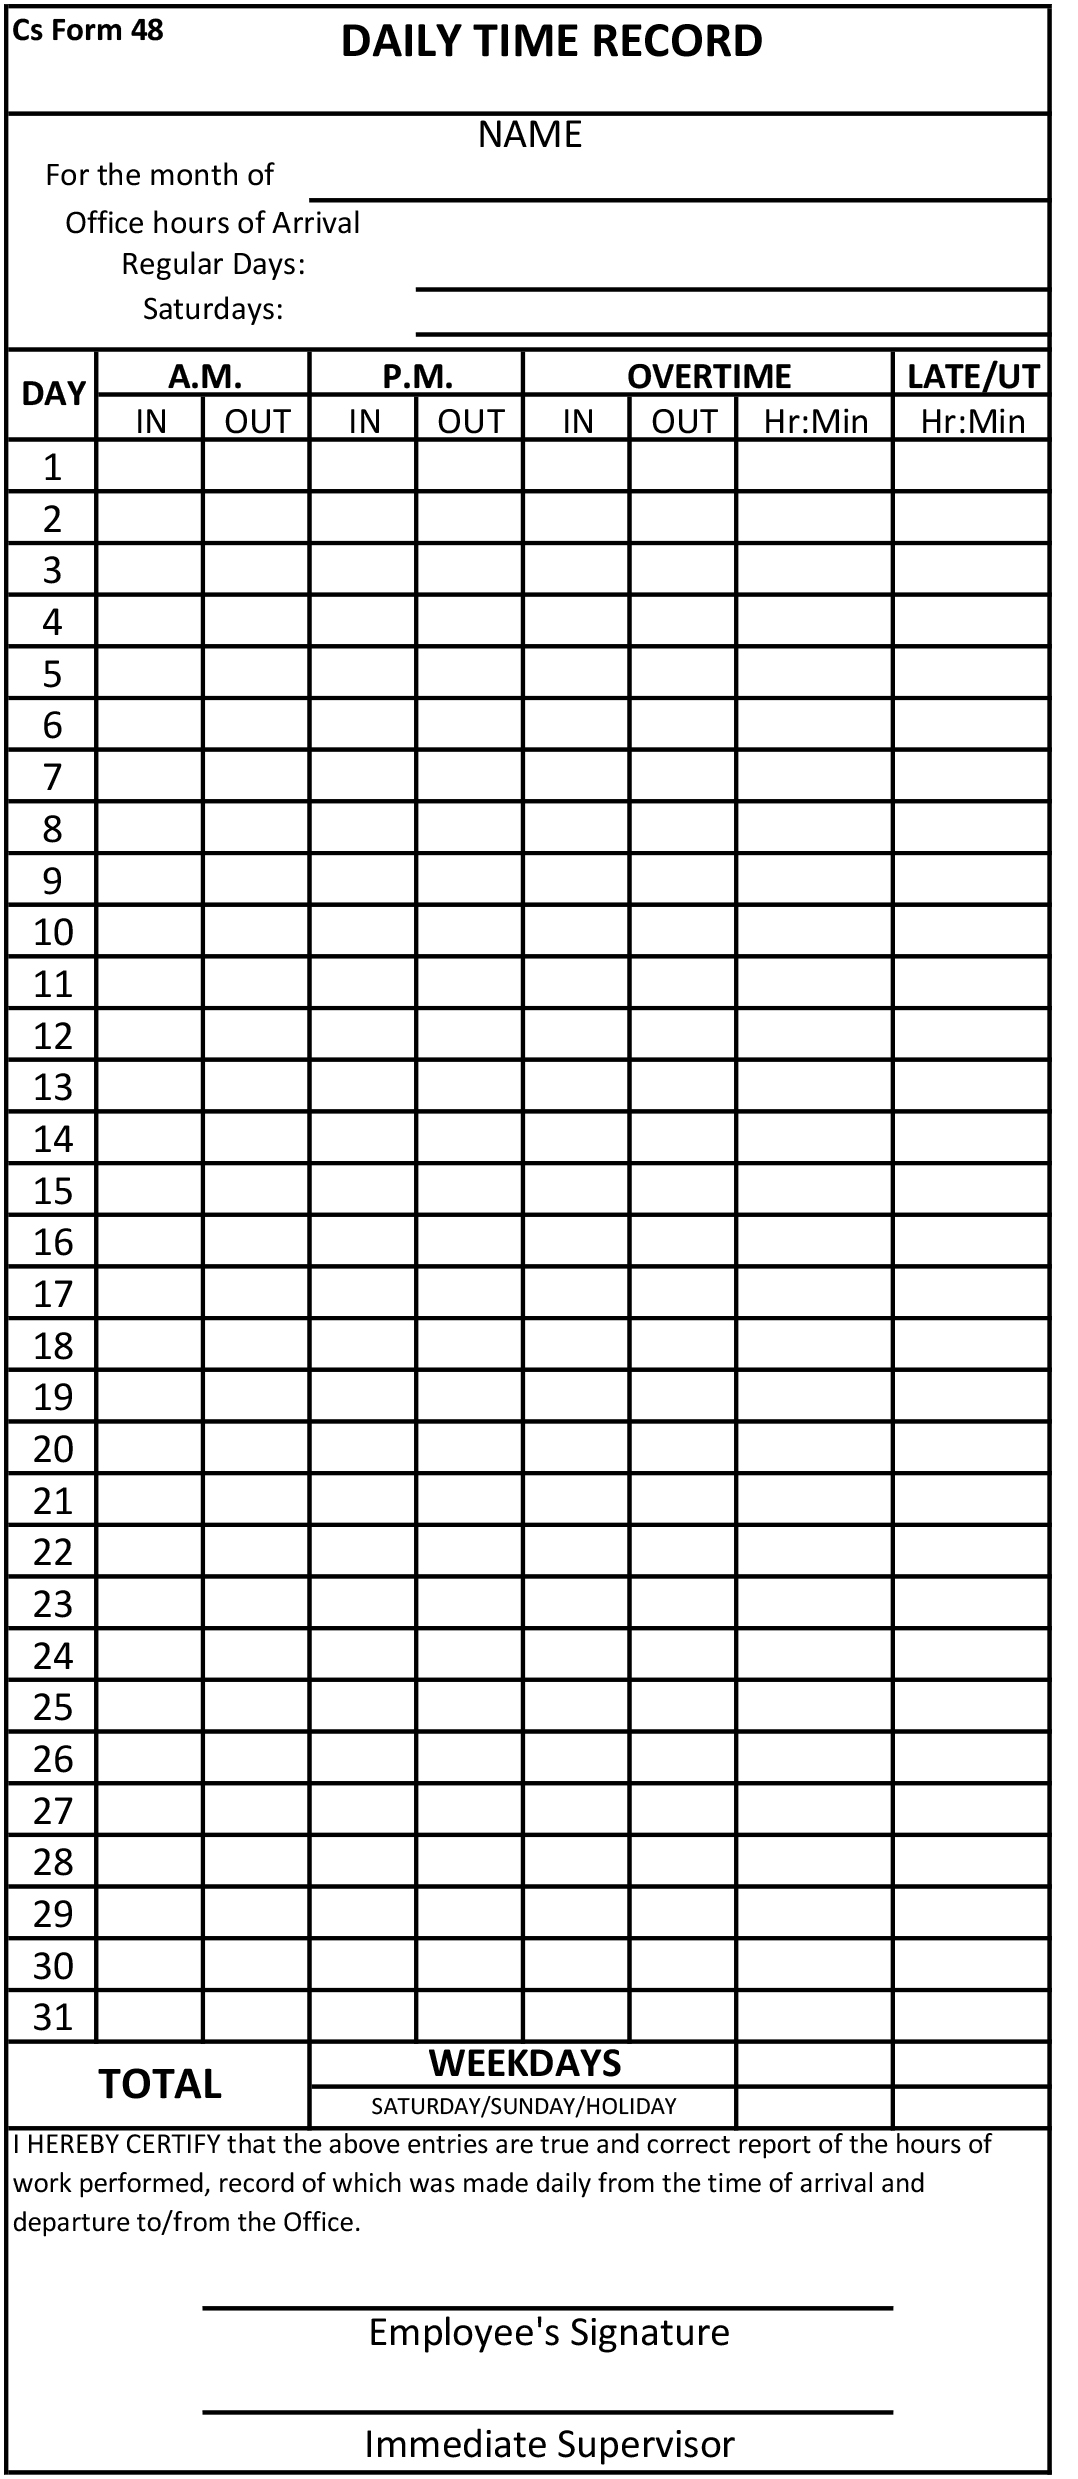 Cs Form 48 DAILY TIME RECORD
NAME
For the month of
Office hours of Arrival
Regular Days:
Saturdays:
DAY A.M. P.M. OVERTIME LATE/UT
IN OUT IN OUT IN OUT Hr:Min Hr:Min
1
2
3
4
5
6
7
8
9
10
11
12
13
14
15
16
17
18
19
20
21
22
23
24
25
26
27
28
29
30
31
TOTAL WEEKDAYS
SATURDAY/SUNDAY/HOLIDAY
I HEREBY CERTIFY that the above entries are true and correct report of the hours of
work performed, record of which was made daily from the time of arrival and
departure to/from the Office.
Employee's Signature
Immediate Supervisor